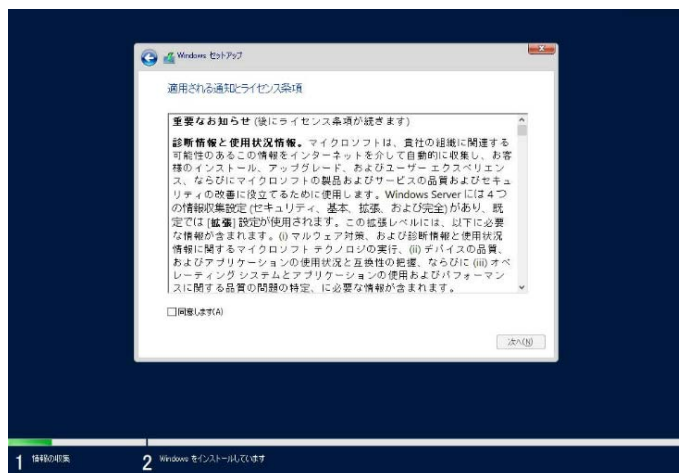 Windows セットアップ
適用される通知とライセンス条項
重要なお知らせ (後にライセンス条項が続きます)
診断情報と使用状況情報。マイクロソフトは、貴社の組織に関連する
可能性のあるこの情報をインターネットを介して自動的に収集し、お客
様のインストール、アップグレード、およびユーザー エクスペリエン
ス、ならびにマイクロソフトの製品およびサービスの品質およびセキュ
リティの改善に役立てるために使用します。Windows Server には 4 つ
の情報収集設定 (セキュリティ、基本、拡張、および完全) があり、既
定では [拡張] 設定が使用されます。この拡張レベルには、以下に必要
な情報が含まれます。(i) マルウェア対策、および診断情報と使用状況
情報に関するマイクロソフト テクノロジの実行、(ii) デバイスの品質、
およびアプリケーションの使用状況と互換性の把握、ならびに (iii) オペ
レーティング システムとアプリケーションの使用およびパフォーマン
スに関する品質の問題の特定、に必要な情報が含まれます。
同意します(A)
次へ(N)
1 情報の収集
2 Windows をインストールしています